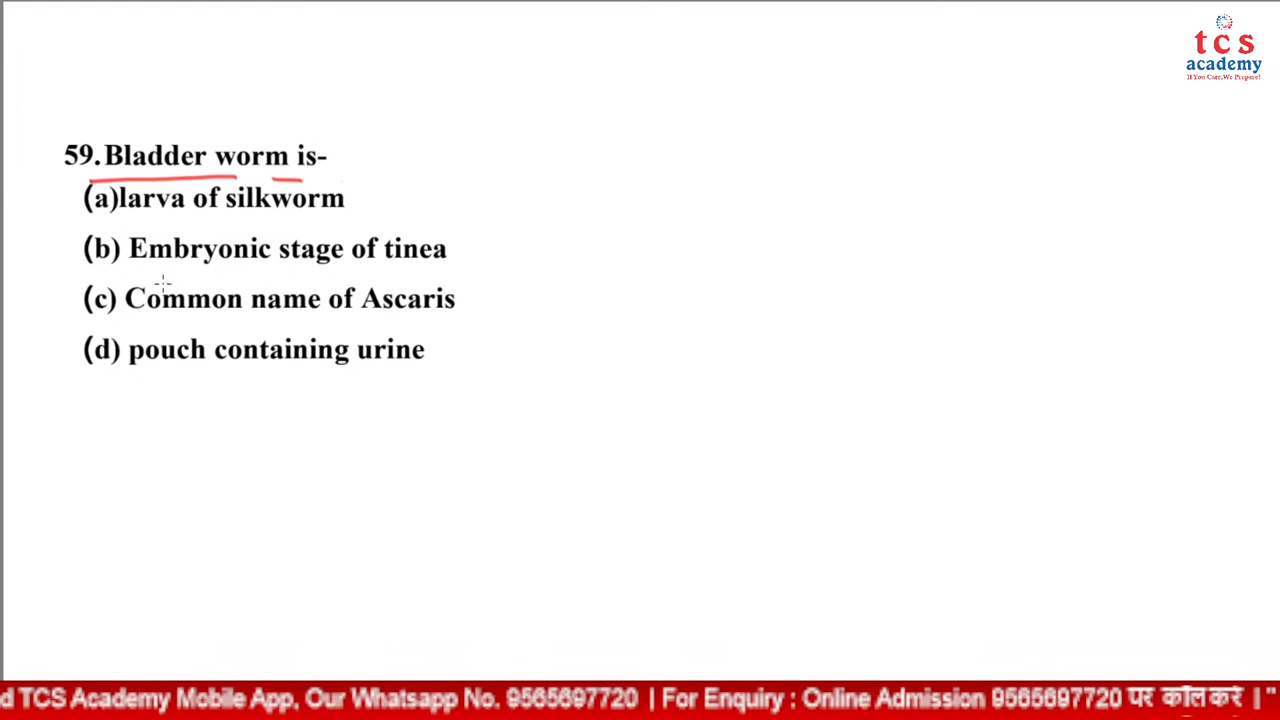 tcs
academy
If You Care,We Prepare!
59.Bladder worm is-
(a)larva of silkworm
(b) Embryonic stage of tinea
(c) Common name of Ascaris
(d) pouch containing urine
d TCS Academy Mobile App, Our Whatsapp No. 9565697720 | For Enquiry : Online Admission 9565697720 पर कॉल करें | "